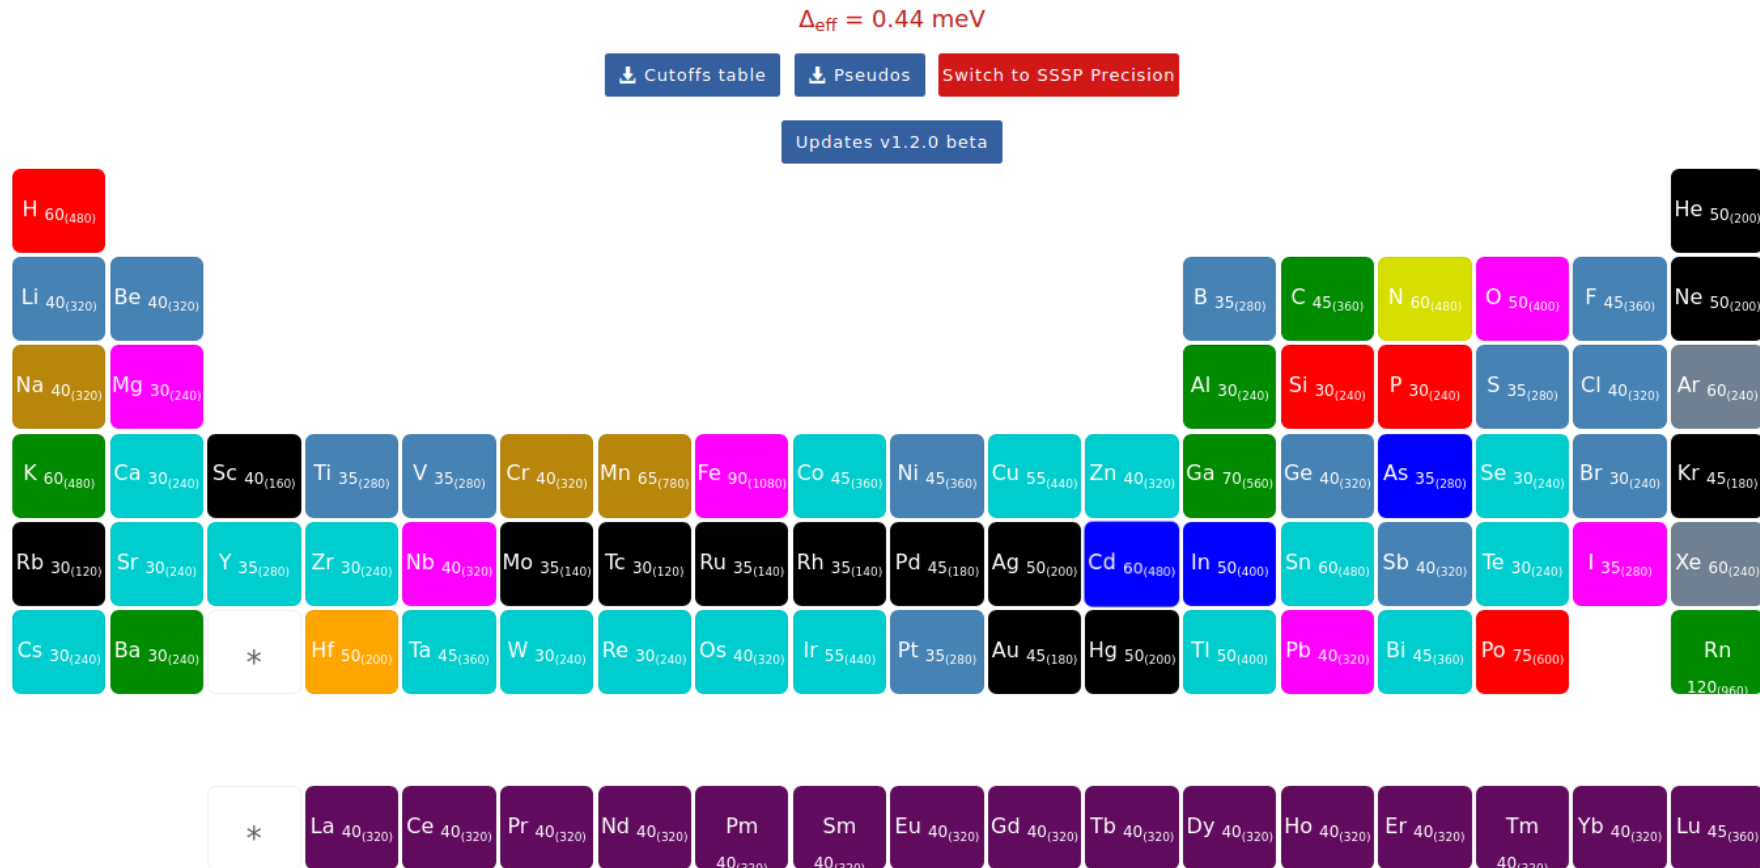 Δeff = 0.44 meV
Cutoffs table Pseudos Switch to SSSP Precision
Updates v1.2.0 beta
H 60(480) He 50(200)
Li 40(320) Be 40(320) B 35(280) C 45(360) N 60(480) O 50(400) F 45(360) Ne 50(200)
Na 40(320) Mg 30(240) Al 30(240) Si 30(240) P 30(240) S 35(280) Cl 40(320) Ar 60(240)
K 60(480) Ca 30(240) Sc 40(160) Ti 35(280) V 35(280) Cr 40(320) Mn 65(780) Fe 90(1080) Co 45(360) Ni 45(360) Cu 55(440) Zn 40(320) Ga 70(560) Ge 40(320) As 35(280) Se 30(240) Br 30(240) Kr 45(180)
Rb 30(120) Sr 30(240) Y 35(280) Zr 30(240) Nb 40(320) Mo 35(140) Tc 30(120) Ru 35(140) Rh 35(140) Pd 45(180) Ag 50(200) Cd 60(480) In 50(400) Sn 60(480) Sb 40(320) Te 30(240) I 35(280) Xe 60(240)
Cs 30(240) Ba 30(240) * Hf 50(200) Ta 45(360) W 30(240) Re 30(240) Os 40(320) Ir 55(440) Pt 35(280) Au 45(180) Hg 50(200) Tl 50(400) Pb 40(320) Bi 45(360) Po 75(600) Rn 120(960)
* La 40(320) Ce 40(320) Pr 40(320) Nd 40(320) Pm 40(320) Sm 40(320) Eu 40(320) Gd 40(320) Tb 40(320) Dy 40(320) Ho 40(320) Er 40(320) Tm 40(320) Yb 40(320) Lu 45(360)